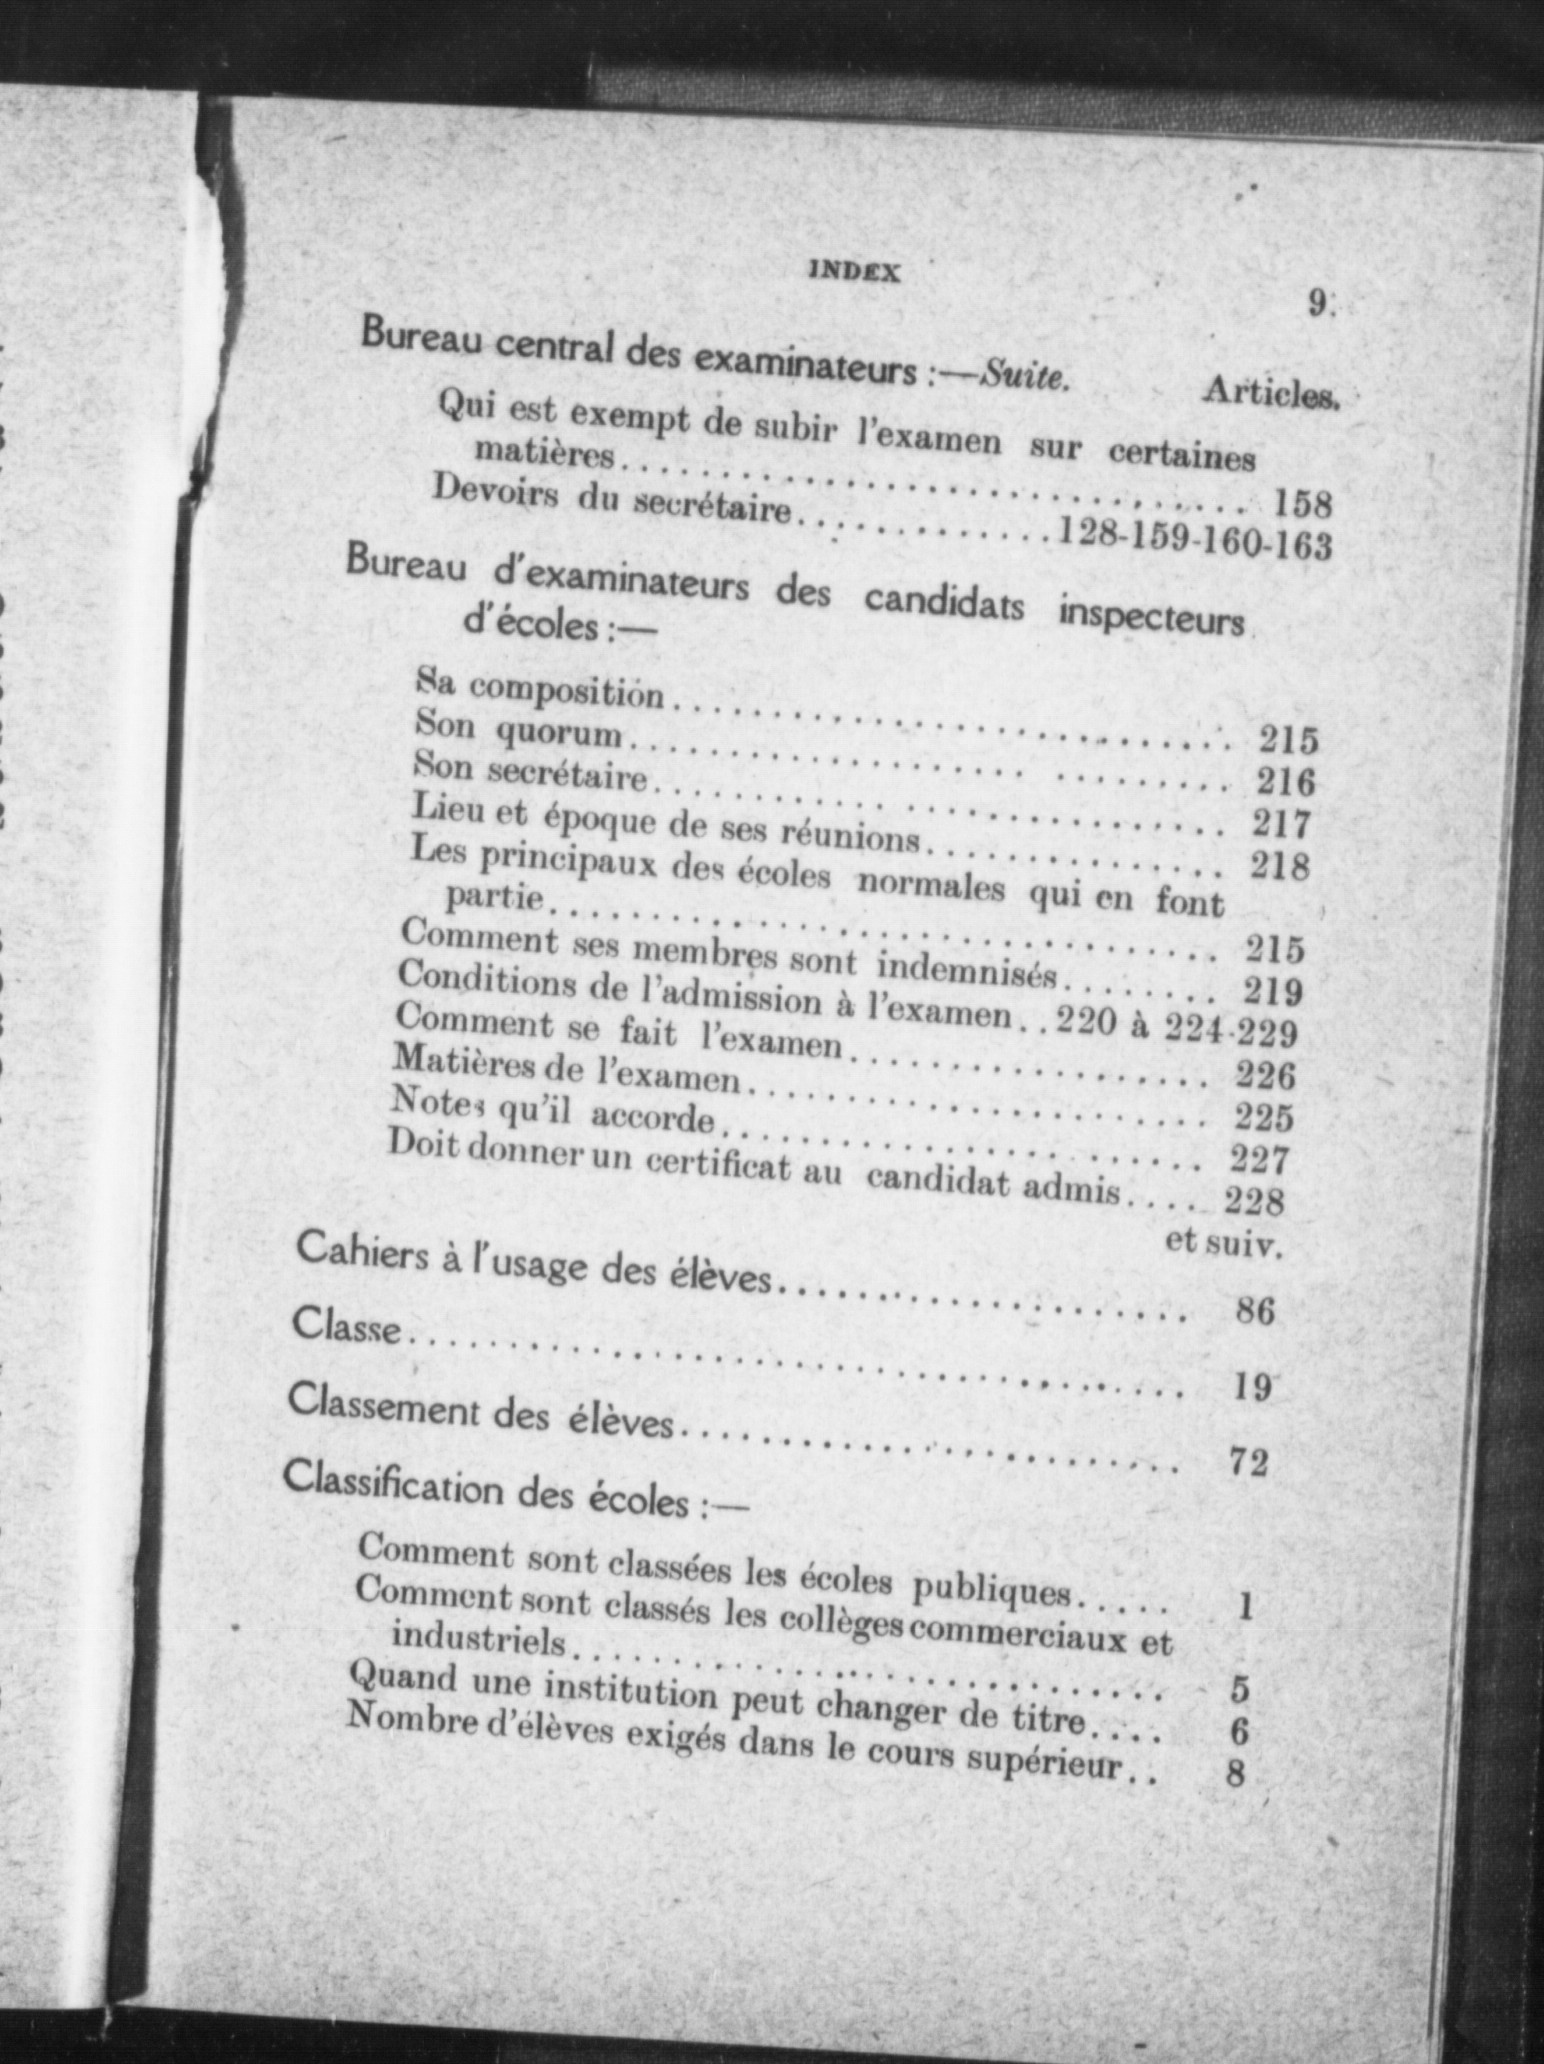 INDEX
9.
Bureau central des examinateurs :—Suite. Articles.
Qui est exempt de subir l'examen sur certaines
matières.............................. 158
Devoirs du secrétaire.............128-159-160-163
Bureau d'examinateurs des candidats inspecteurs
d'écoles :—
Sa composition............................ 215
Son quorum............................. 216
Son secrétaire............................ 217
Lieu et époque de ses réunions............... 218
Les principaux des écoles normales qui en font
partie................................. 215
Comment ses membres sont indemnisés........ 219
Conditions de l'admission à l'examen..220 à 224-229
Comment se fait l'examen.................. 226
Matières de l'examen....................... 225
Notes qu'il accorde........................ 227
Doit donner un certificat au candidat admis.... 228
et suiv.
Cahiers à l'usage des élèves..................... 86
Classe....................................... 19
Classement des élèves......................... 72
Classification des écoles :—
Comment sont classées les écoles publiques..... 1
Comment sont classés les collèges commerciaux et
industriels............................. 5
Quand une institution peut changer de titre.... 6
Nombre d'élèves exigés dans le cours supérieur.. 8